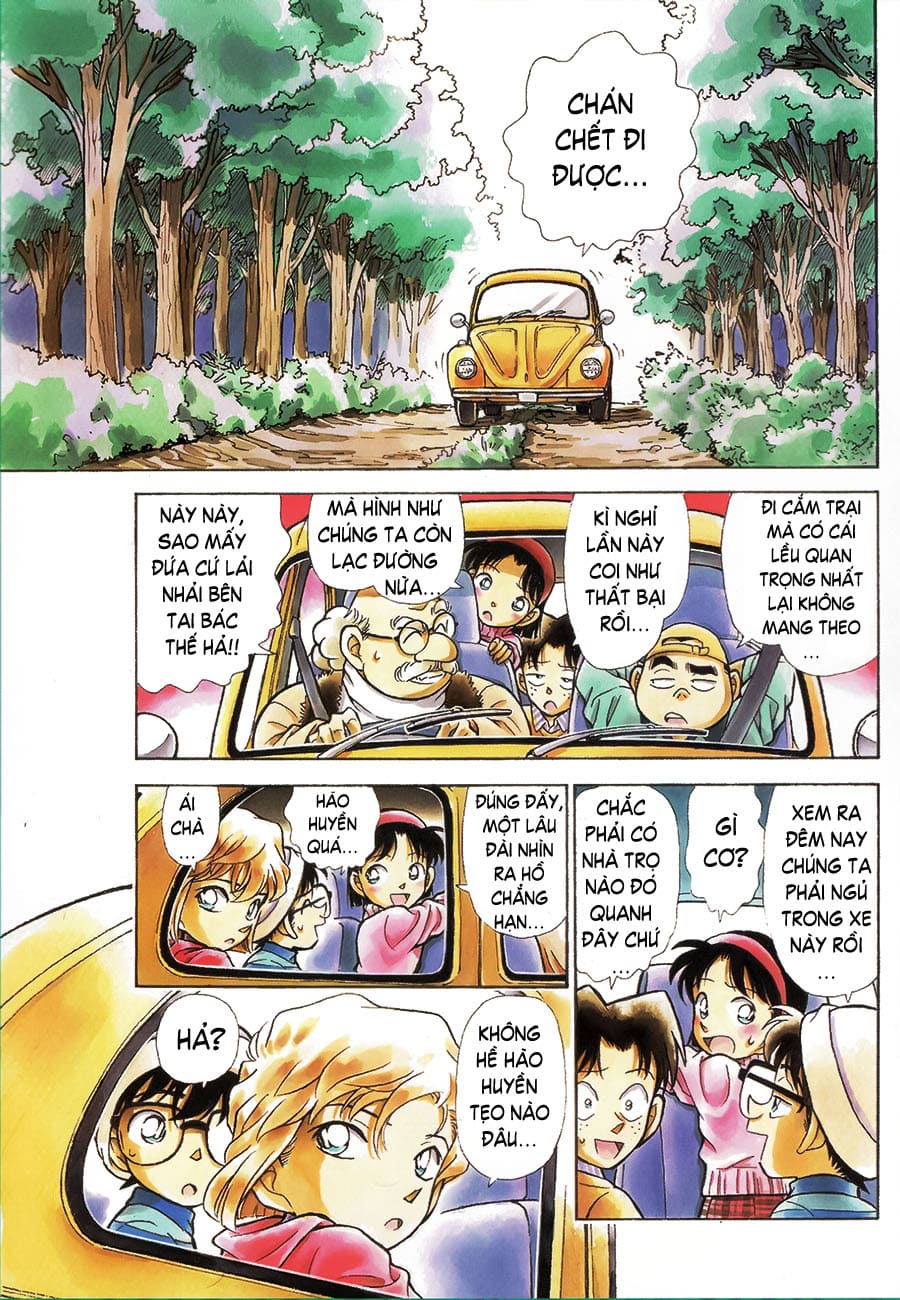 CHÁN
CHẾT ĐI
ĐƯỢC...
ĐI CẮM TRẠI
MÀ CÓ CÁI
LỀU QUAN
TRỌNG NHẤT
LẠI KHÔNG
MANG THEO
...
KÌ NGHỈ
LẦN NÀY
COI NHƯ
THẤT BẠI
RỒI...
MÀ HÌNH NHƯ
CHÚNG TA CÒN
LẠC ĐƯỜNG
NỮA...
NÀY NÀY,
SAO MẤY
ĐỨA CỨ LẢI
NHẢI BÊN
TAI BÁC
THẾ HẢ!!
XEM RA
ĐÊM NAY
CHÚNG TA
PHẢI NGỦ
TRONG XE
NÀY RỒI
...
GÌ
CƠ?
CHẮC
PHẢI CÓ
NHÀ TRỌ
NÀO ĐÓ
QUANH
ĐÂY CHỨ
...
ĐÚNG ĐẤY,
MỘT LÂU
ĐÀI NHÌN
RA HỒ
CHẲNG
HẠN...
HÀO
HUYỀN
QUÁ...
ÁI
CHÀ
...
KHÔNG
HỀ HÀO
HUYỀN
TẸO NÀO
ĐÂU...
HẢ?